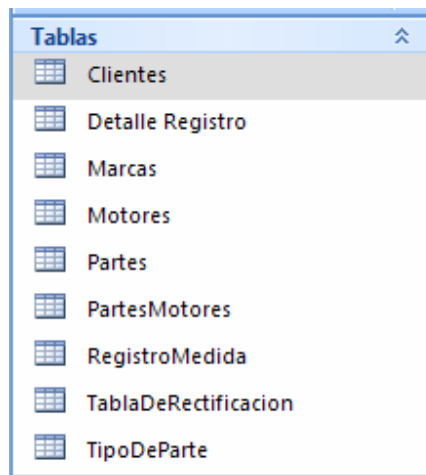 Tablas
Clientes
Detalle Registro
Marcas
Motores
Partes
PartesMotores
RegistroMedida
TablaDeRectificacion
TipoDeParte